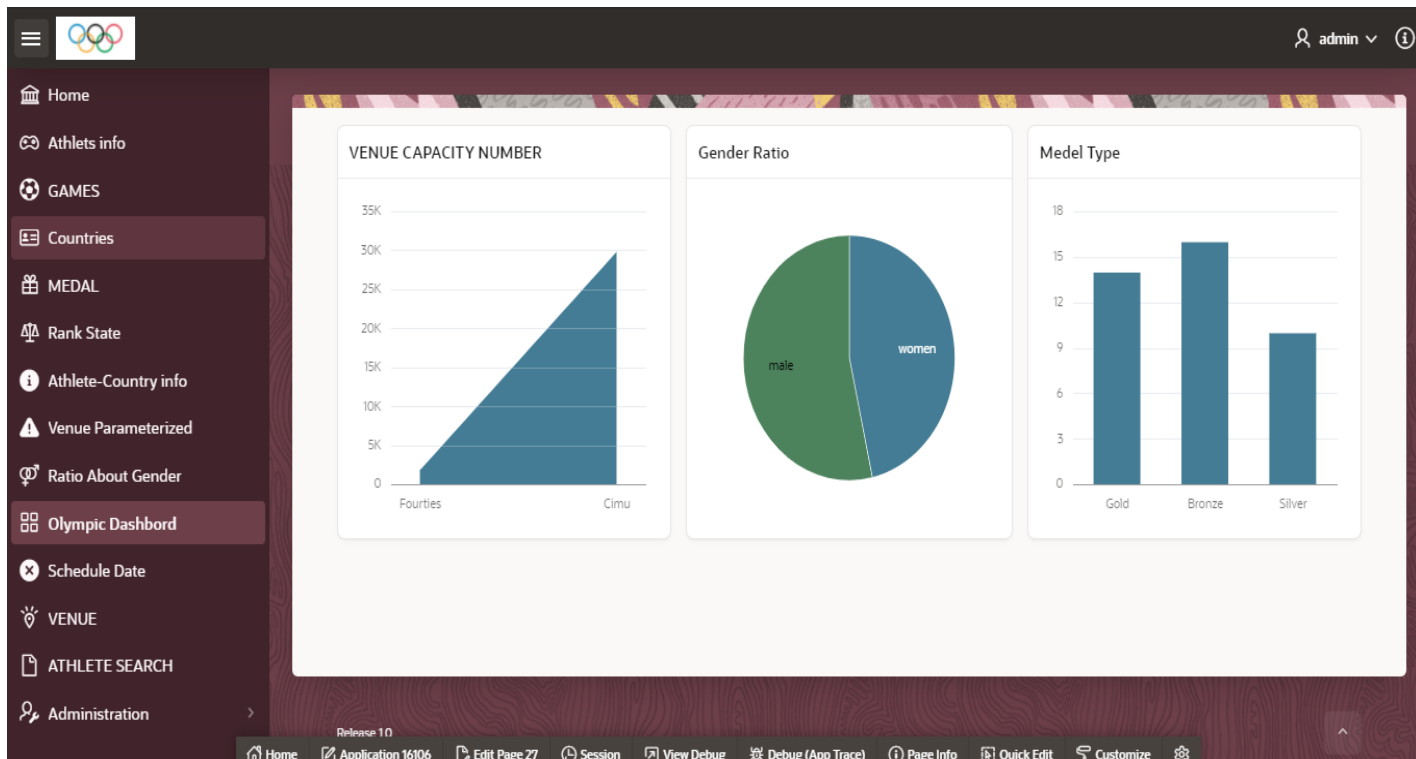 admin
Home
Athlets info
GAMES
Countries
MEDAL
Rank State
Athlete-Country info
Venue Parameterized
Ratio About Gender
Olympic Dashbord
Schedule Date
VENUE
ATHLETE SEARCH
Administration
VENUE CAPACITY NUMBER
35K
30K
25K
20K
15K
10K
5K
0
Fourties Cimu
Gender Ratio
women
male
Medel Type
18
15
12
9
6
3
0
Gold Bronze Silver
Release 1.0
Home Application 16106 Edit Page 27 Session View Debug Debug (App Trace) Page Info Quick Edit Customize